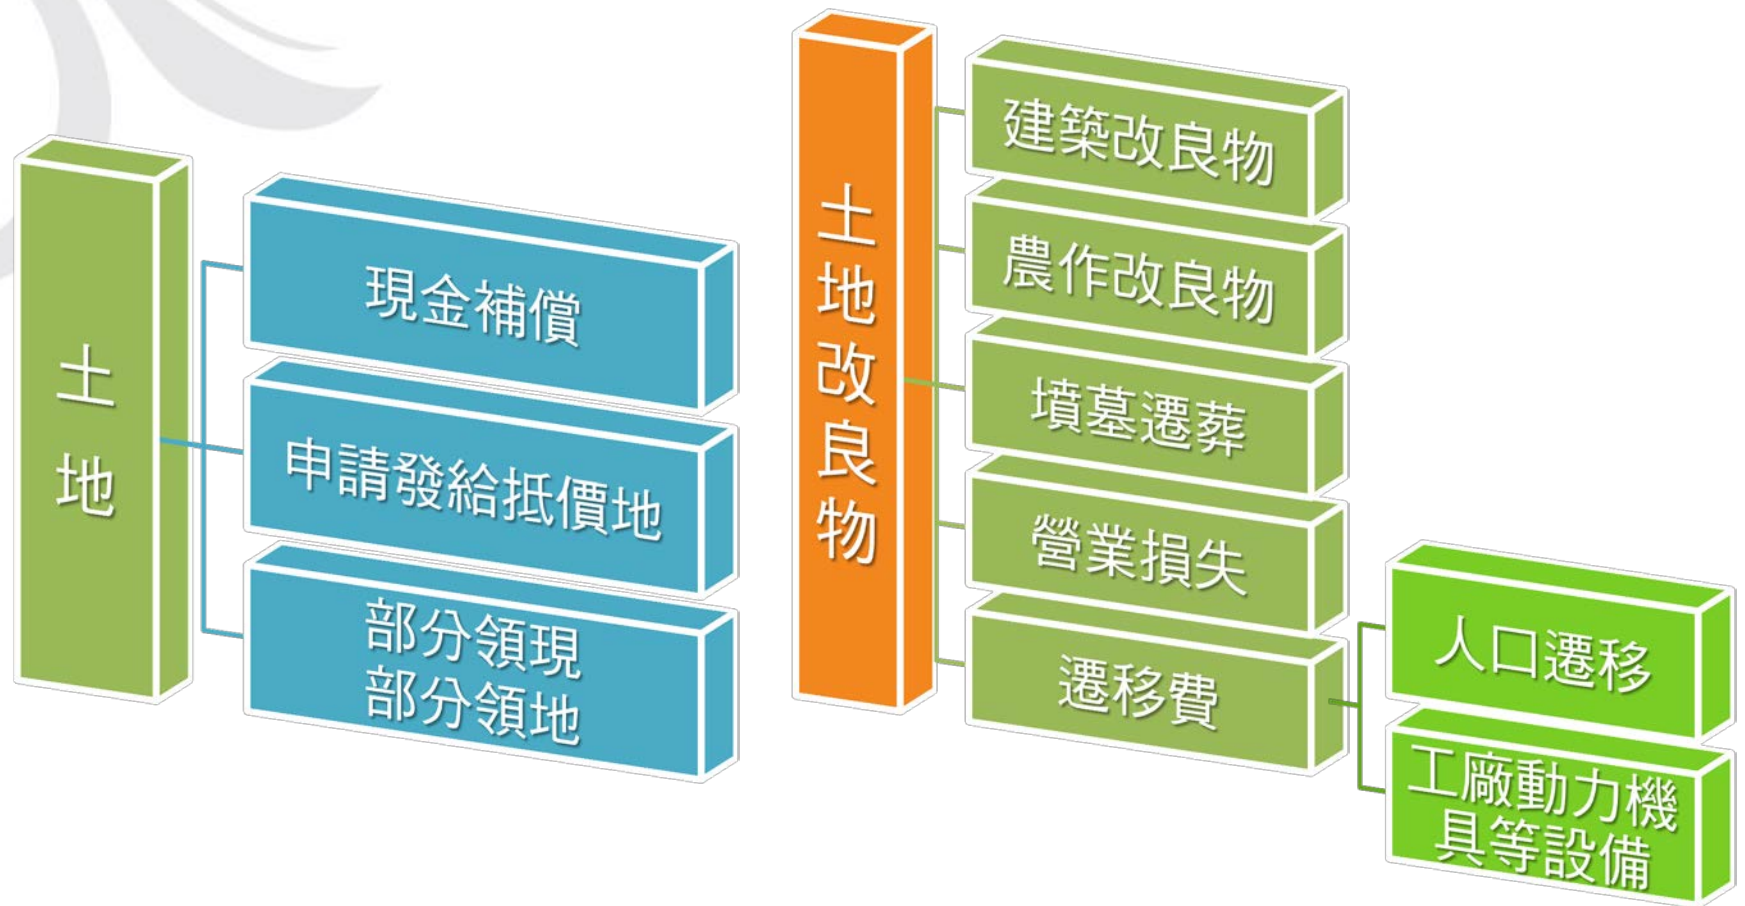 土地
現金補償
申請發給抵價地
部分領現
部分領地
土地改良物
建築改良物
農作改良物
墳墓遷葬
營業損失
遷移費
人口遷移
工廠動力機
具等設備